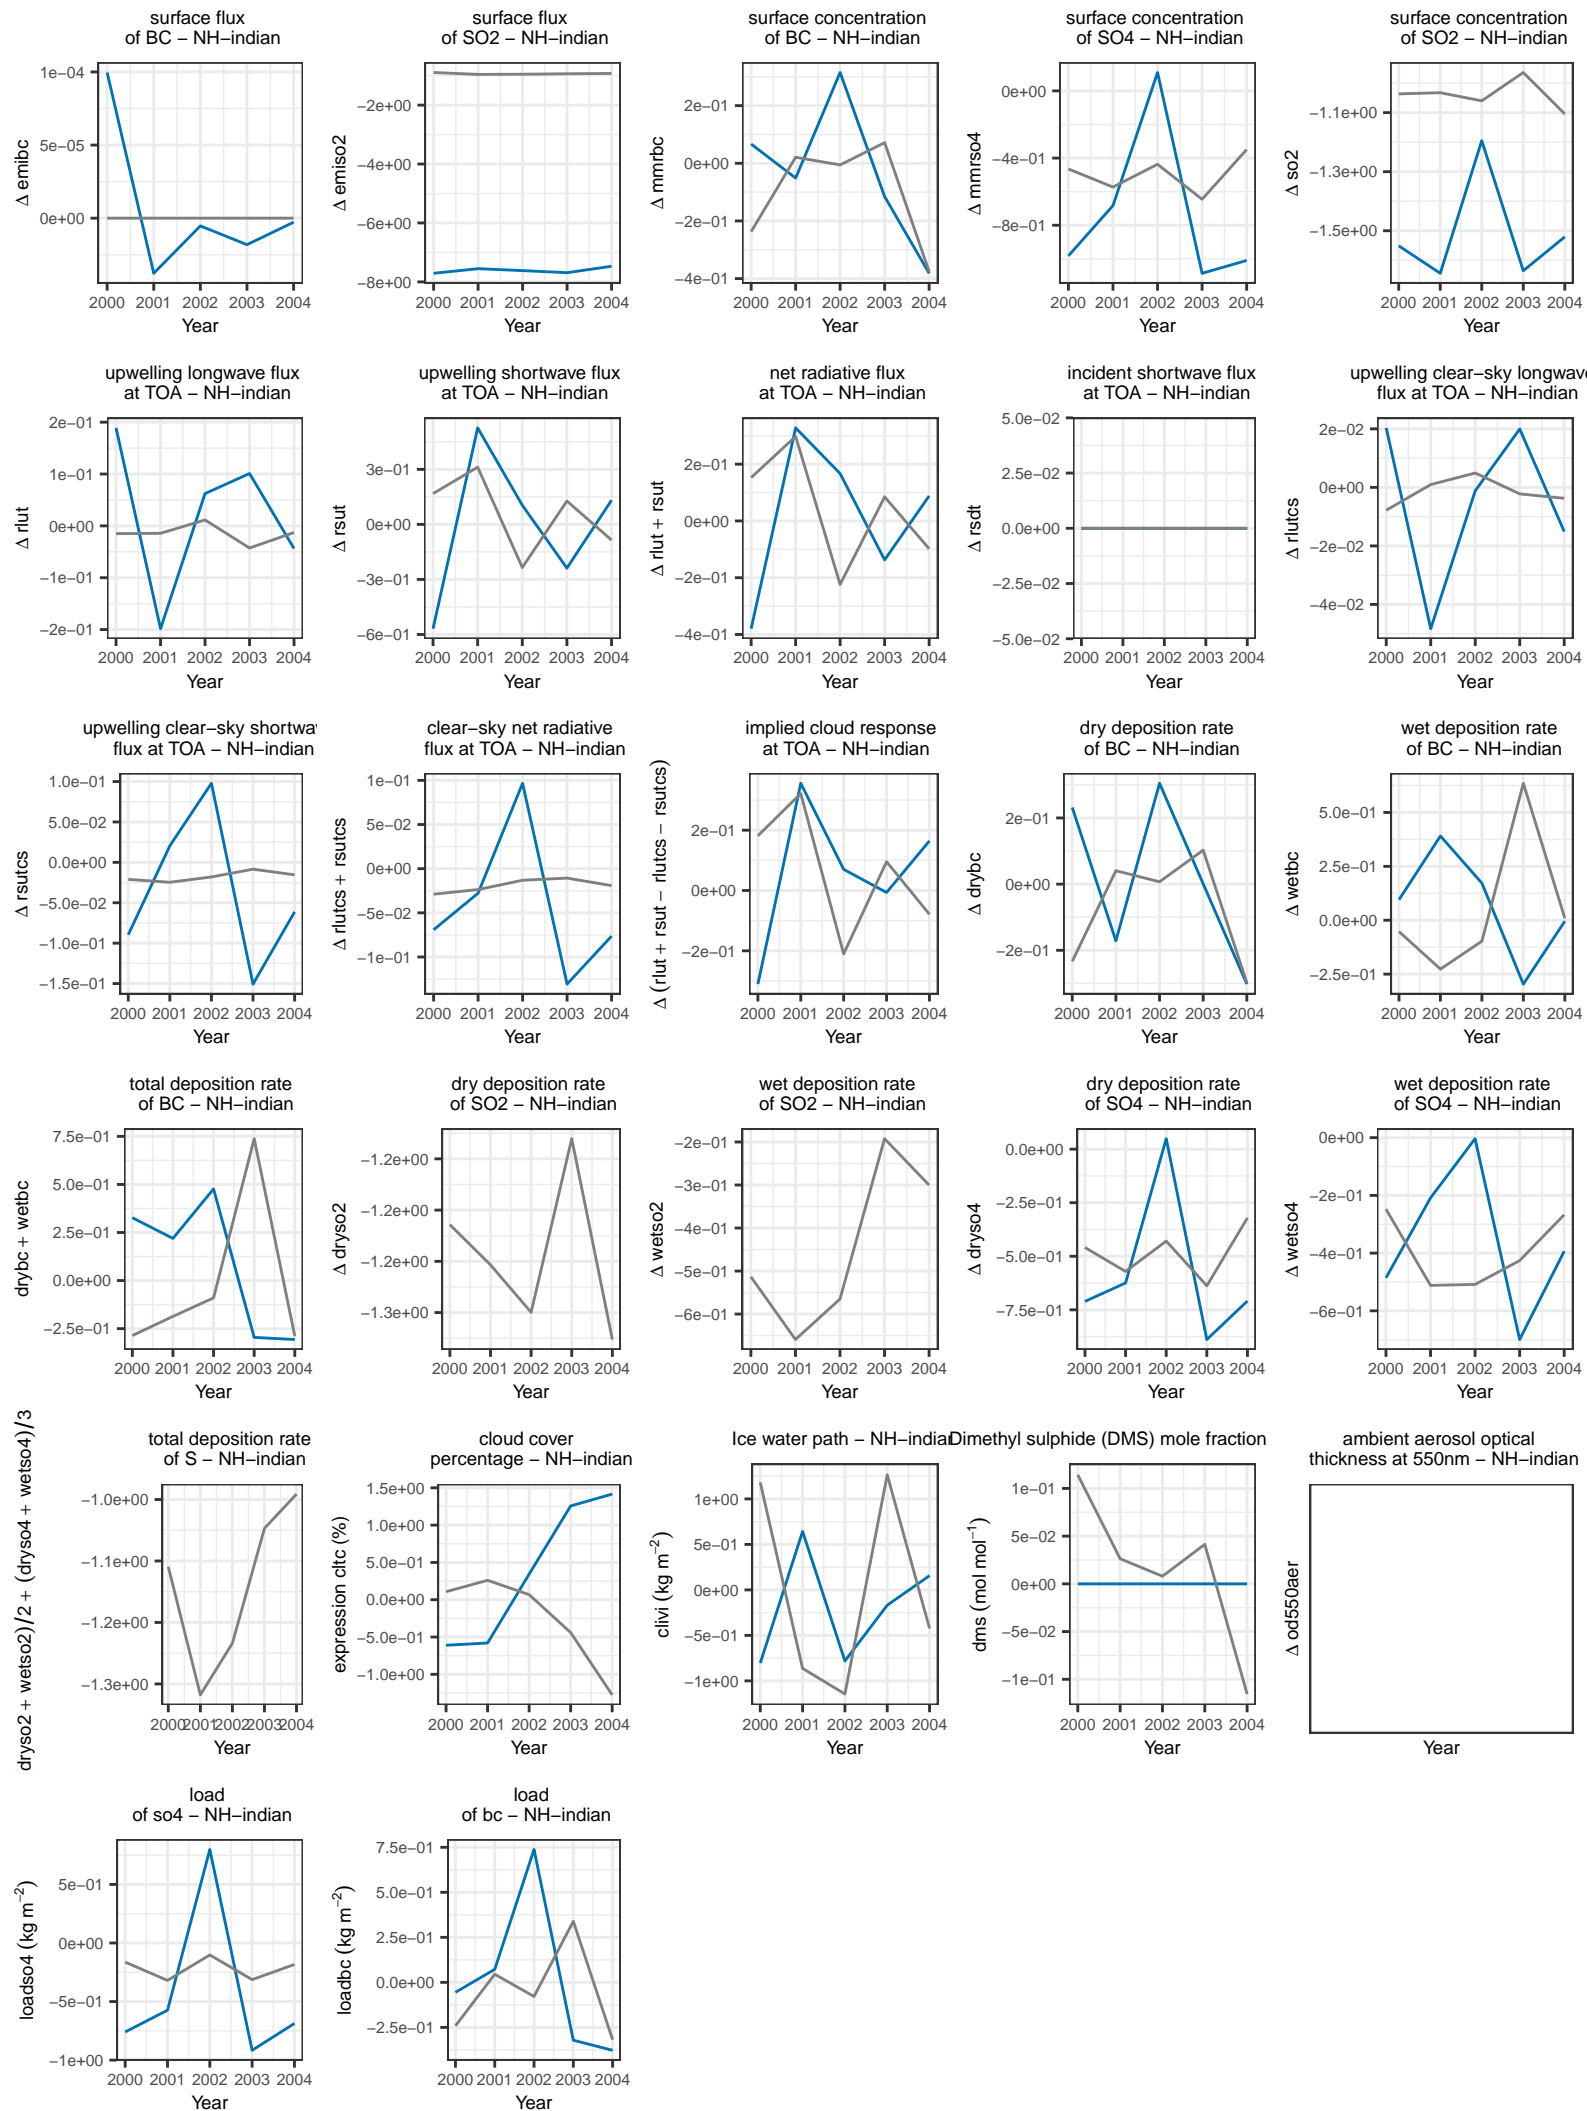 surface flux
of BC − NH−indian
Δ emibc
1e−04
5e−05
0e+00
2000 2001 2002 2003 2004
Year
surface flux
of SO2 − NH−indian
Δ emiso2
−2e+00
−4e+00
−6e+00
−8e+00
2000 2001 2002 2003 2004
Year
surface concentration
of BC − NH−indian
Δ mmrbc
2e−01
0e+00
−2e−01
−4e−01
2000 2001 2002 2003 2004
Year
surface concentration
of SO4 − NH−indian
Δ mmrso4
0e+00
−4e−01
−8e−01
2000 2001 2002 2003 2004
Year
surface concentration
of SO2 − NH−indian
Δ so2
−1.1e+00
−1.3e+00
−1.5e+00
2000 2001 2002 2003 2004
Year
upwelling longwave flux
at TOA − NH−indian
Δ rlut
2e−01
1e−01
0e+00
−1e−01
−2e−01
2000 2001 2002 2003 2004
Year
upwelling shortwave flux
at TOA − NH−indian
Δ rsut
3e−01
0e+00
−3e−01
−6e−01
2000 2001 2002 2003 2004
Year
net radiative flux
at TOA − NH−indian
Δ rlut + rsut
2e−01
0e+00
−2e−01
−4e−01
2000 2001 2002 2003 2004
Year
incident shortwave flux
at TOA − NH−indian
Δ rsdt
5.0e−02
2.5e−02
0.0e+00
−2.5e−02
−5.0e−02
2000 2001 2002 2003 2004
Year
upwelling clear−sky longwave
flux at TOA − NH−indian
Δ rlutcs
2e−02
0e+00
−2e−02
−4e−02
2000 2001 2002 2003 2004
Year
upwelling clear−sky shortwav
flux at TOA − NH−indian
Δ rsutcs
1.0e−01
5.0e−02
0.0e+00
−5.0e−02
−1.0e−01
−1.5e−01
2000 2001 2002 2003 2004
Year
clear−sky net radiative
flux at TOA − NH−indian
Δ rlutcs + rsutcs
1e−01
5e−02
0e+00
−5e−02
−1e−01
2000 2001 2002 2003 2004
Year
implied cloud response
at TOA − NH−indian
Δ (rlut + rsut − rlutcs − rsutcs)
2e−01
0e+00
−2e−01
2000 2001 2002 2003 2004
Year
dry deposition rate
of BC − NH−indian
Δ drybc
2e−01
0e+00
−2e−01
2000 2001 2002 2003 2004
Year
wet deposition rate
of BC − NH−indian
Δ wetbc
5.0e−01
2.5e−01
0.0e+00
−2.5e−01
2000 2001 2002 2003 2004
Year
total deposition rate
of BC − NH−indian
drybc + wetbc
7.5e−01
5.0e−01
2.5e−01
0.0e+00
−2.5e−01
2000 2001 2002 2003 2004
Year
dry deposition rate
of SO2 − NH−indian
Δ dryso2
−1.2e+00
−1.2e+00
−1.2e+00
−1.3e+00
2000 2001 2002 2003 2004
Year
wet deposition rate
of SO2 − NH−indian
Δ wetso2
−2e−01
−3e−01
−4e−01
−5e−01
−6e−01
2000 2001 2002 2003 2004
Year
dry deposition rate
of SO4 − NH−indian
Δ dryso4
0.0e+00
−2.5e−01
−5.0e−01
−7.5e−01
2000 2001 2002 2003 2004
Year
wet deposition rate
of SO4 − NH−indian
Δ wetso4
0e+00
−2e−01
−4e−01
−6e−01
2000 2001 2002 2003 2004
Year
total deposition rate
of S − NH−indian
dryso2 + wetso2)/2 + (dryso4 + wetso4)/3
−1.0e+00
−1.1e+00
−1.2e+00
−1.3e+00
2000 2001 2002 2003 2004
Year
cloud cover
percentage − NH−indian
expression cltc (%)
1.5e+00
1.0e+00
5.0e−01
0.0e+00
−5.0e−01
−1.0e+00
2000 2001 2002 2003 2004
Year
Ice water path − NH−indian
clivi (kg m−2)
1e+00
5e−01
0e+00
−5e−01
−1e+00
2000 2001 2002 2003 2004
Year
Dimethyl sulphide (DMS) mole fraction
dms (mol mol−1)
1e−01
5e−02
0e+00
−5e−02
−1e−01
2000 2001 2002 2003 2004
Year
ambient aerosol optical
thickness at 550nm − NH−indian
Δ od550aer
Year
load
of so4 − NH−indian
loadso4 (kg m−2)
5e−01
0e+00
−5e−01
−1e+00
2000 2001 2002 2003 2004
Year
load
of bc − NH−indian
loadbc (kg m−2)
7.5e−01
5.0e−01
2.5e−01
0.0e+00
−2.5e−01
2000 2001 2002 2003 2004
Year